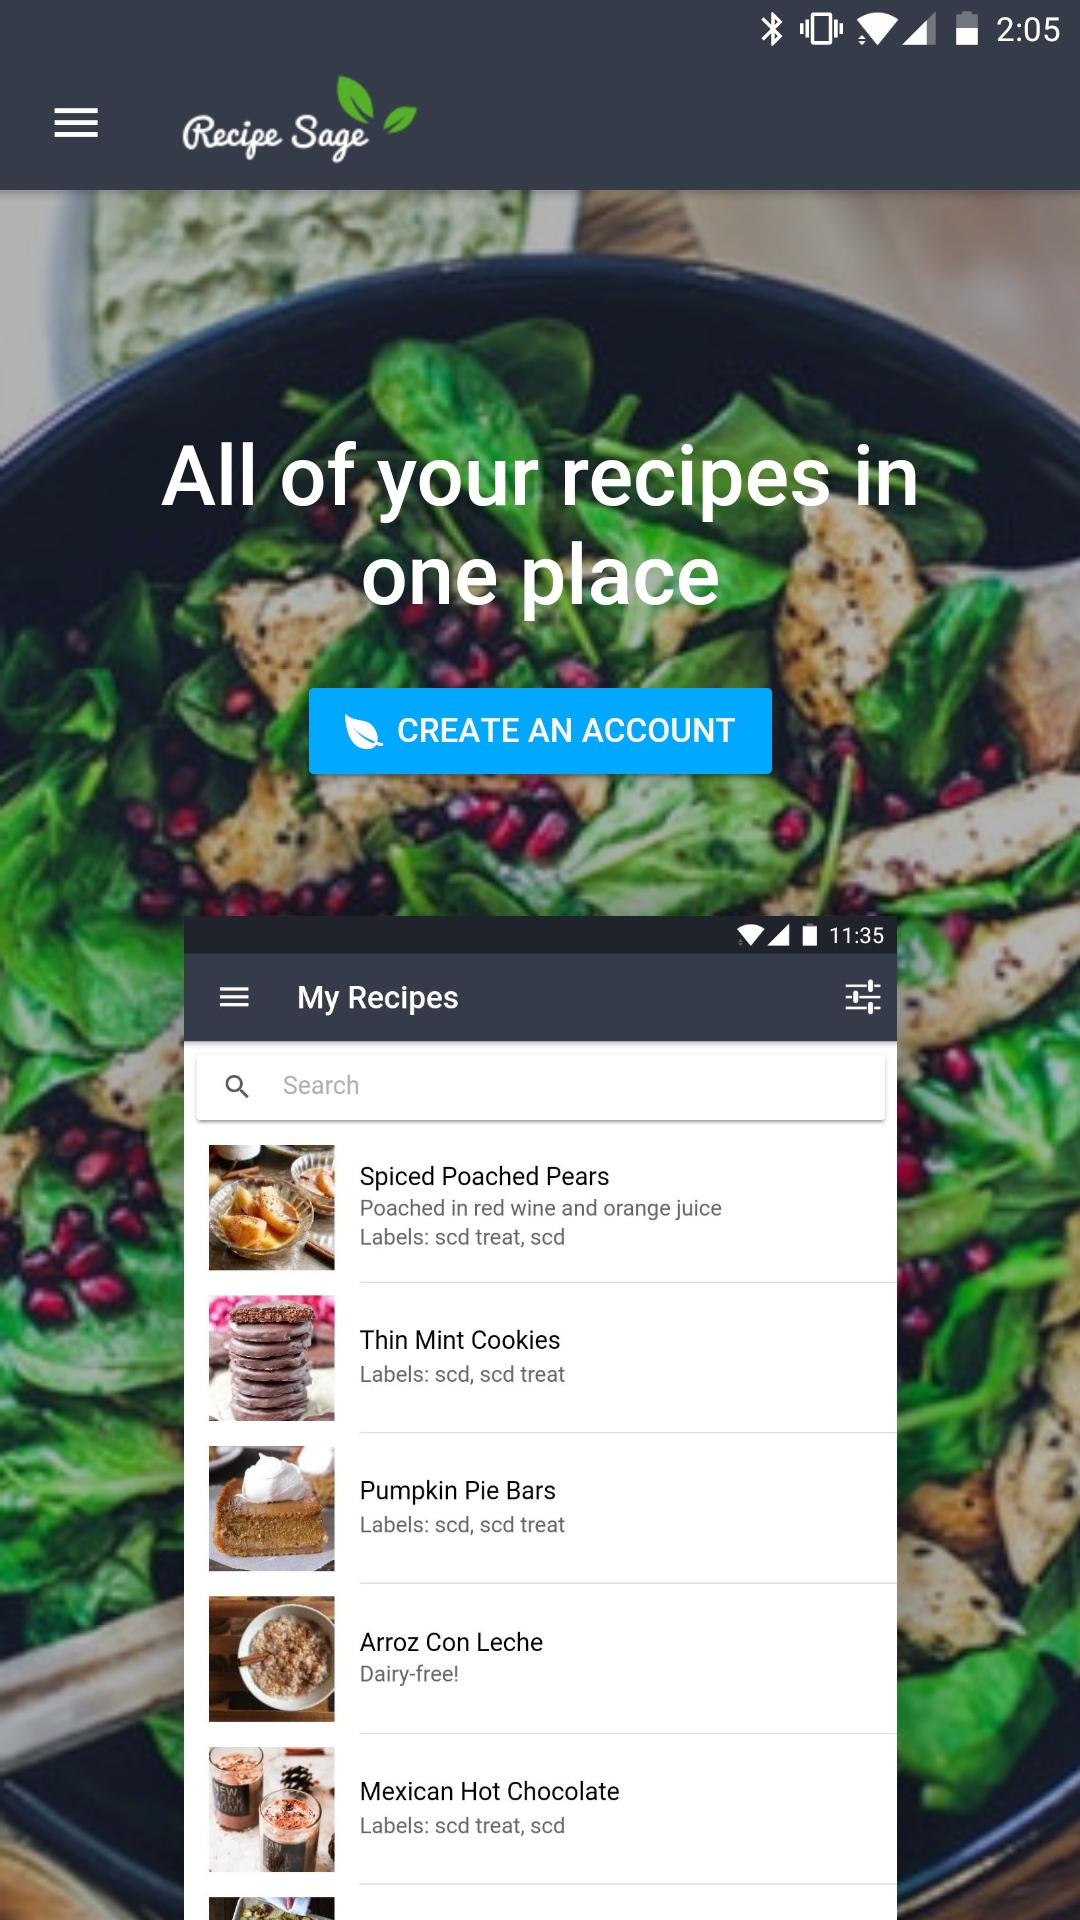 2:05
Recipe Sage
All of your recipes in
one place
CREATE AN ACCOUNT
11:35
My Recipes
Search
Spiced Poached Pears
Poached in red wine and orange juice
Labels: scd treat, scd
Thin Mint Cookies
Labels: scd, scd treat
Pumpkin Pie Bars
Labels: scd, scd treat
Arroz Con Leche
Dairy-free!
Mexican Hot Chocolate
Labels: scd treat, scd